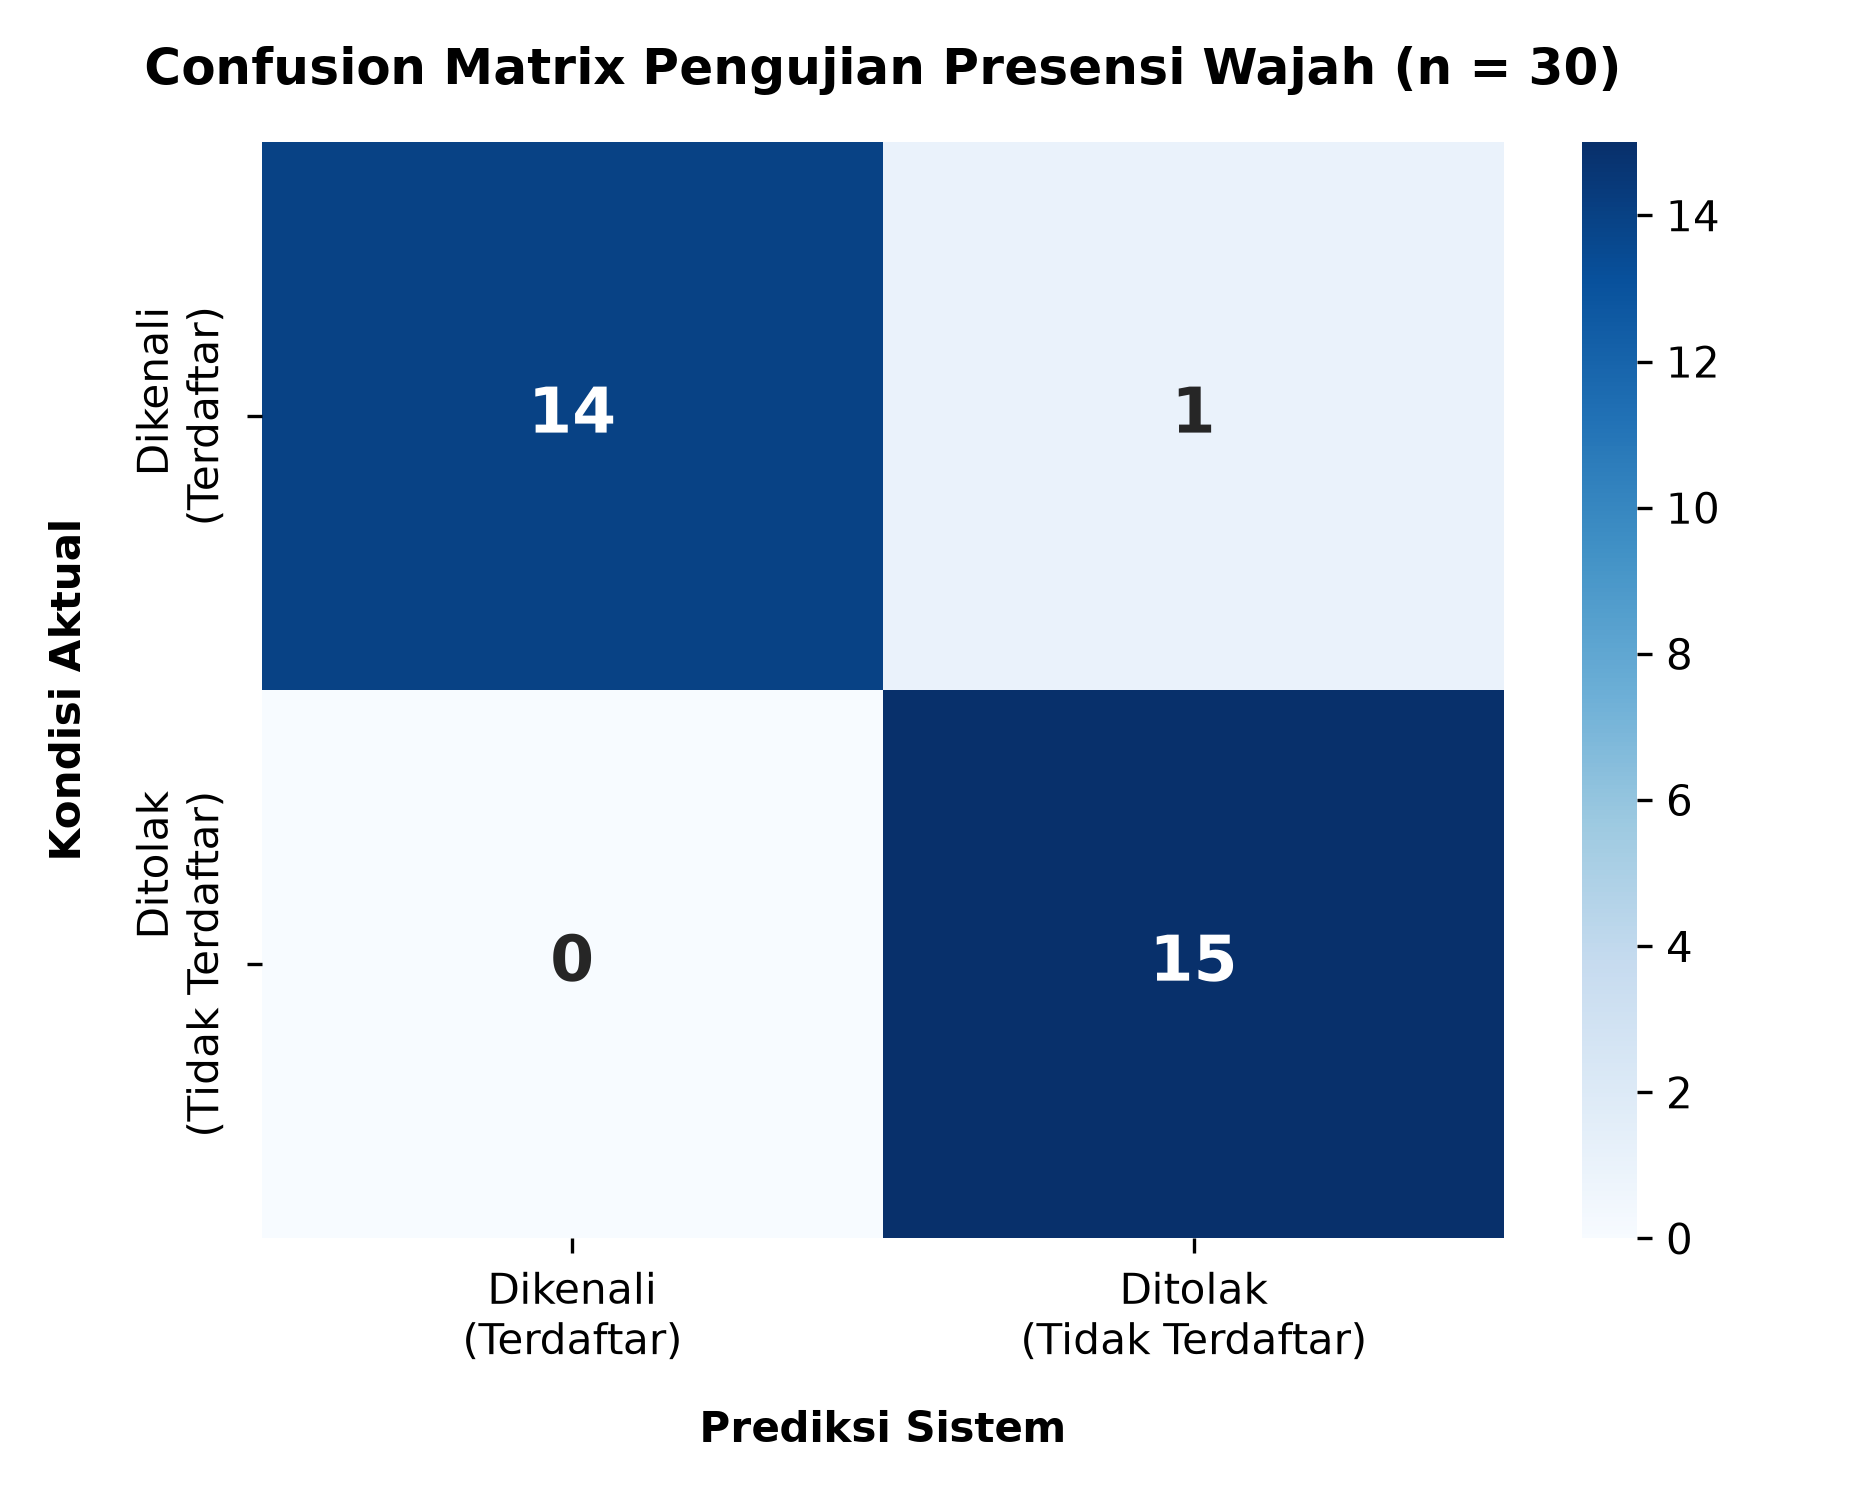 Confusion Matrix Pengujian Presensi Wajah (n = 30)
Kondisi Aktual
Dikenali
(Terdaftar)
14
1
Ditolak
(Tidak Terdaftar)
0
15
Dikenali
(Terdaftar)
Ditolak
(Tidak Terdaftar)
Prediksi Sistem
14
12
10
8
6
4
2
0